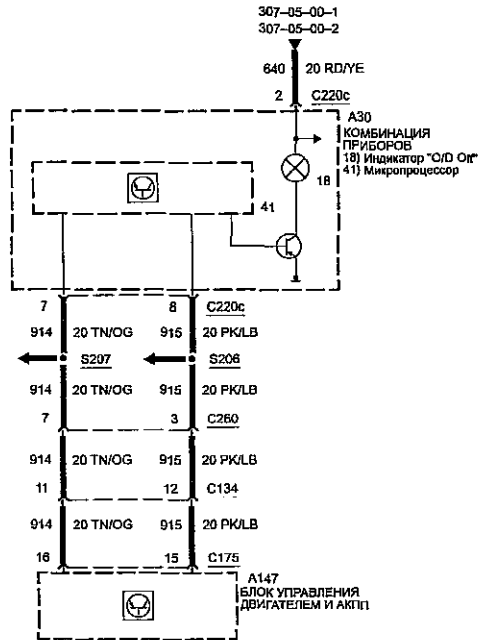 307-05-00-1
307-05-00-2
640 20 RD/YE
2 C220c
A30
КОМБИНАЦИЯ
ПРИБОРОВ
18) Индикатор "O/D Off"
41) Микропроцессор
18
41
7 8 C220c
914 20 TN/OG 915 20 PK/LB
S207 S206
914 20 TN/OG 915 20 PK/LB
7 3 C260
914 20 TN/OG 915 20 PK/LB
11 12 C134
914 20 TN/OG 915 20 PK/LB
16 15 C175
A147
БЛОК УПРАВЛЕНИЯ
ДВИГАТЕЛЕМ И АКПП